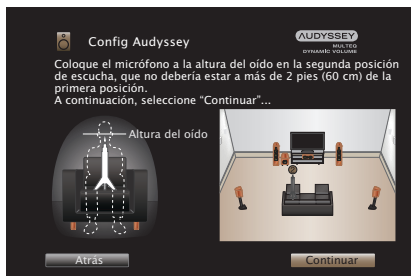 Config Audyssey
AUDYSSEY
MULTEQ
DYNAMIC VOLUME
Coloque el micrófono a la altura del oído en la segunda posición
de escucha, que no debería estar a más de 2 pies (60 cm) de la
primera posición.
A continuación, seleccione “Continuar”...
Altura del oído
Atrás
Continuar